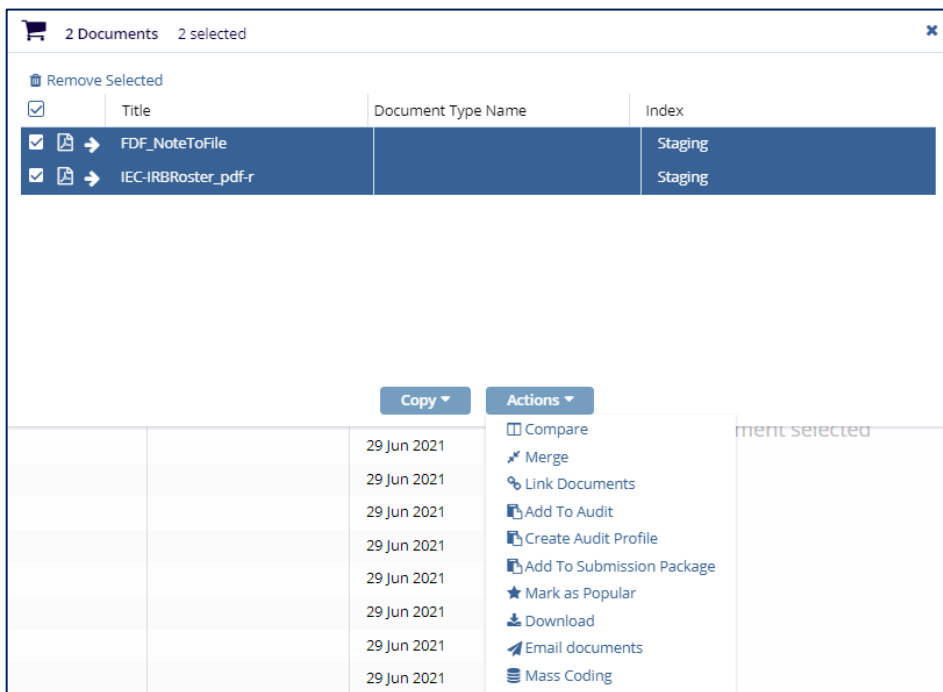 2 Documents 2 selected
Remove Selected
Title Document Type Name Index
FDF_NoteToFile Staging
IEC-IRBRoster_pdf-r Staging
Copy Actions
Compare
ment selected
29 Jun 2021
Merge
29 Jun 2021
Link Documents
29 Jun 2021
Add To Audit
29 Jun 2021
Create Audit Profile
29 Jun 2021
Add To Submission Package
29 Jun 2021
Mark as Popular
Download
29 Jun 2021
Email documents
29 Jun 2021
Mass Coding